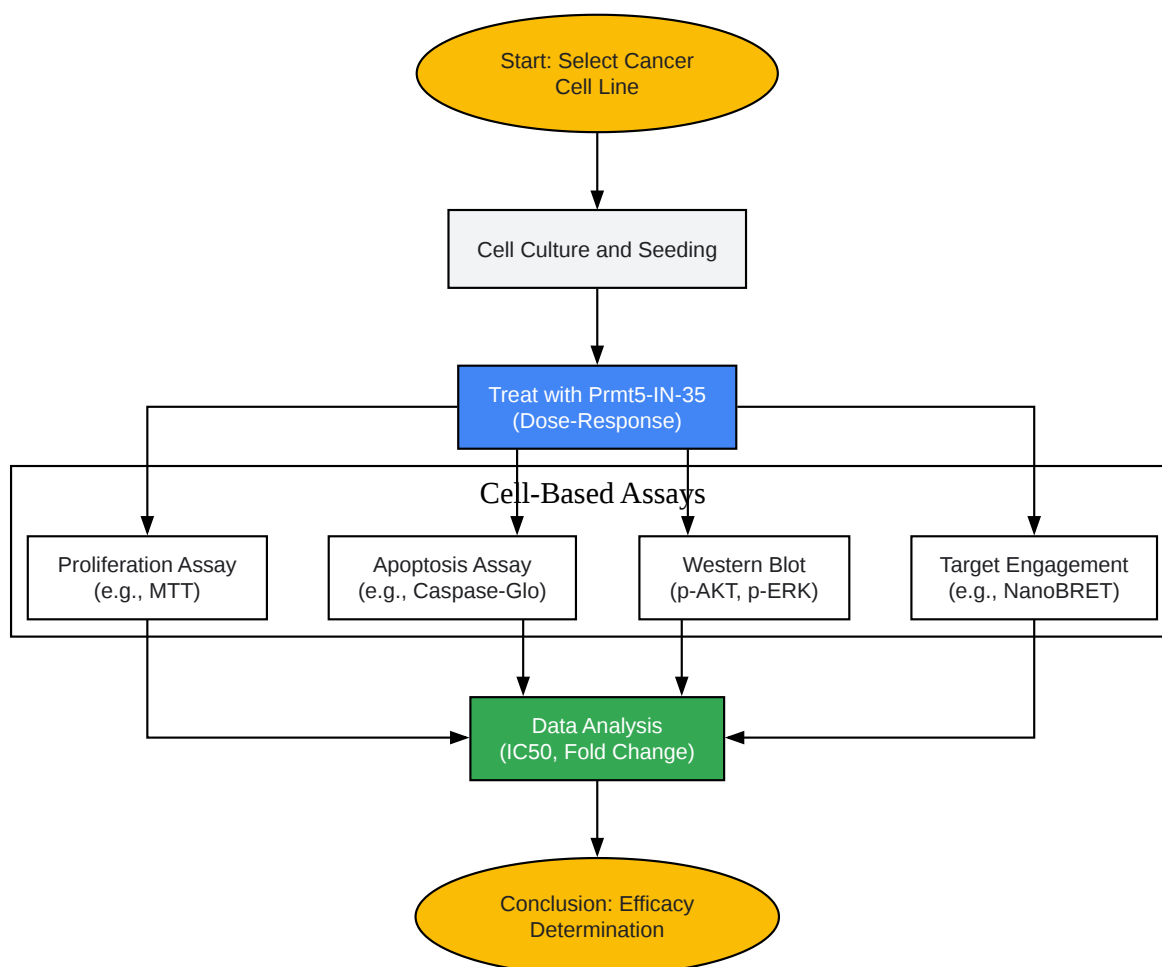 Start: Select Cancer
Cell Line
Cell Culture and Seeding
Treat with Prmt5-IN-35
(Dose-Response)
Cell-Based Assays
Proliferation Assay
(e.g., MTT)
Apoptosis Assay
(e.g., Caspase-Glo)
Western Blot
(p-AKT, p-ERK)
Target Engagement
(e.g., NanoBRET)
Data Analysis
(IC50, Fold Change)
Conclusion: Efficacy
Determination